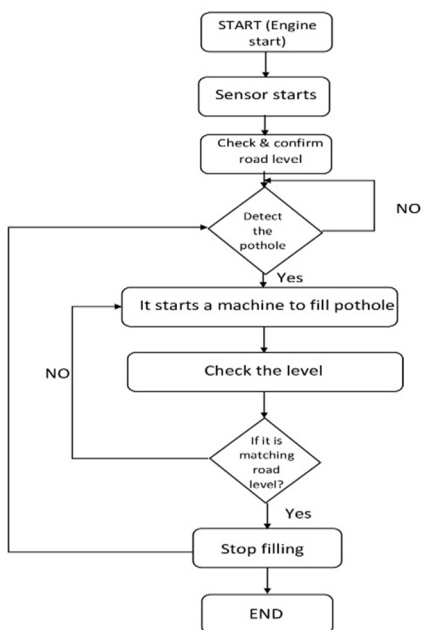 START (Engine
start)
Sensor starts
Check & confirm
road level
Detect
the
pothole
NO
Yes
It starts a machine to fill pothole
Check the level
NO
If it is
matching
road
level?
Yes
Stop filling
END